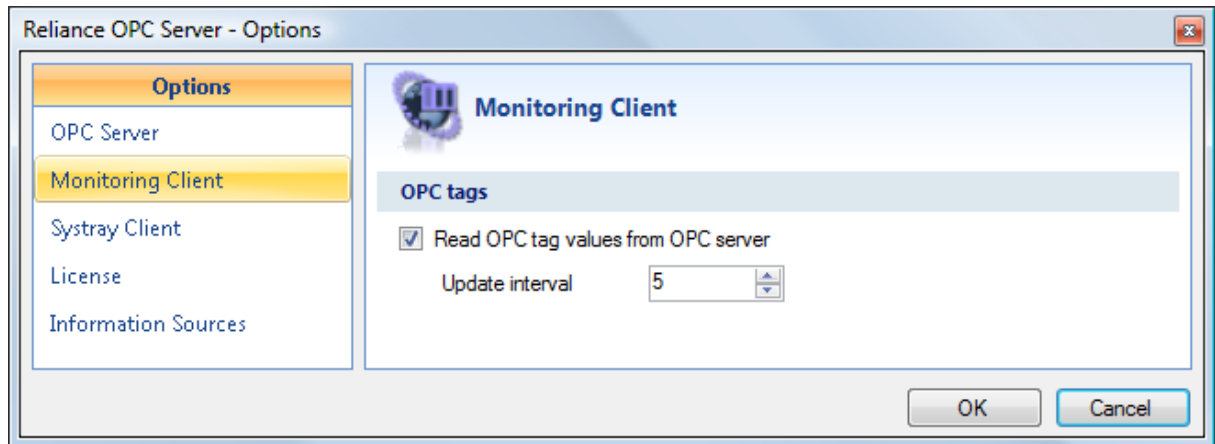 Reliance OPC Server - Options
Options
OPC Server
Monitoring Client
Systray Client
License
Information Sources
Monitoring Client
OPC tags
Read OPC tag values from OPC server
Update interval 5
OK Cancel